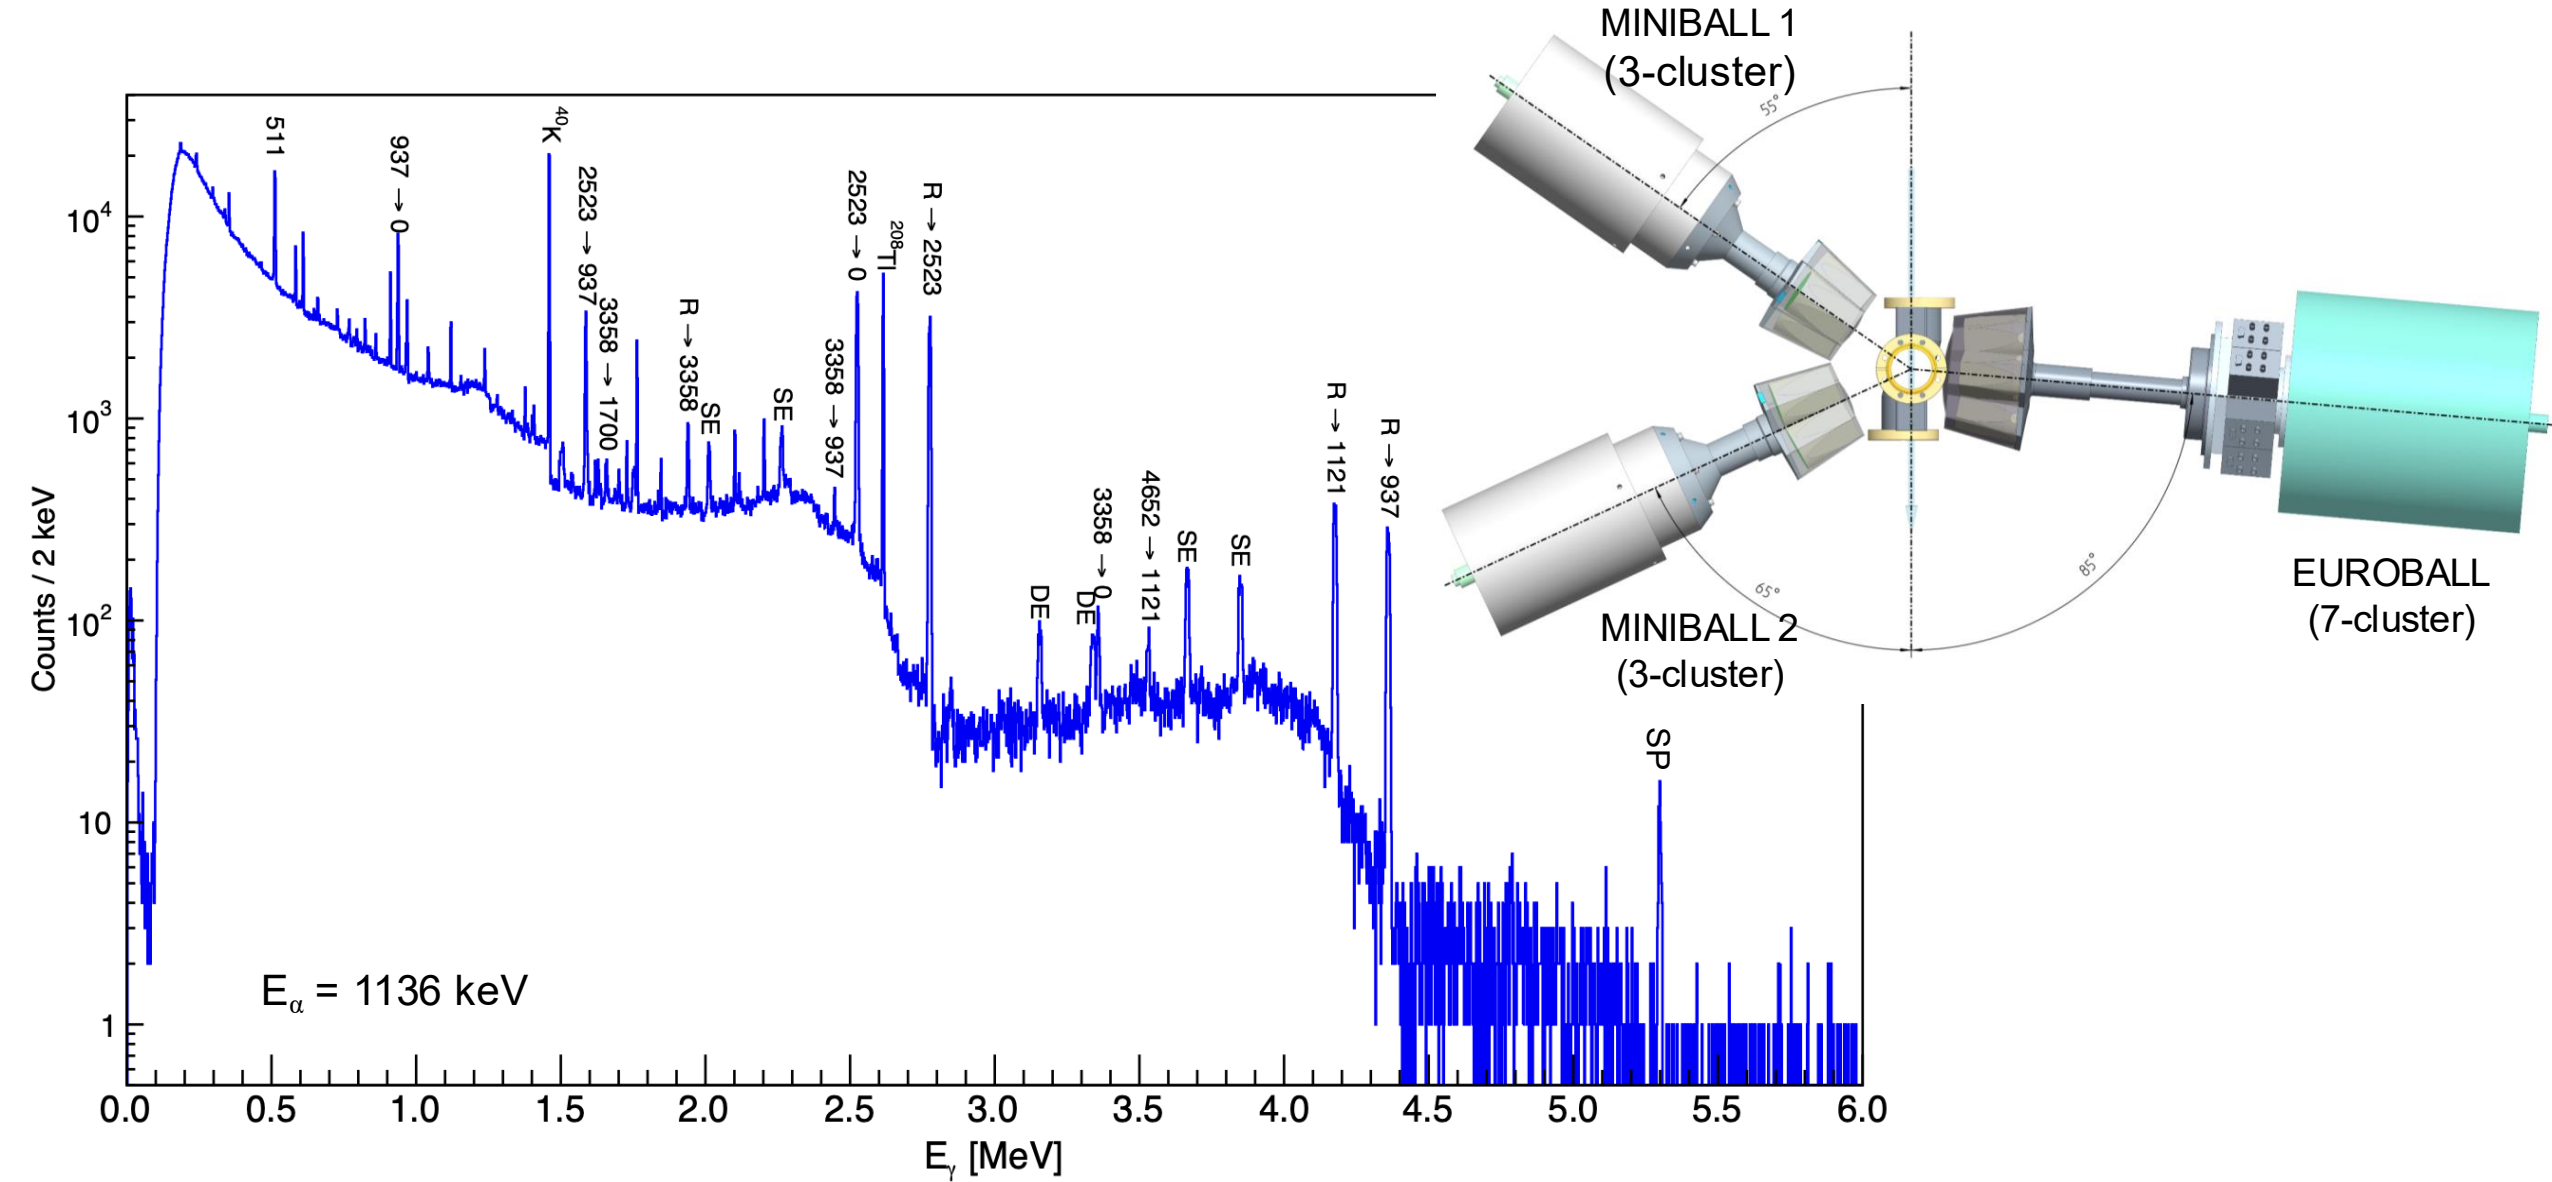 MINIBALL 1
(3-cluster)
55°
511
937 → 0
⁴⁰K
2523 → 937
3358 → 1700
R → 3358
SE
SE
3358 → 937
2523 → 0
²⁰⁸Tl
R → 2523
DE
DE
3358 → 0
4652 → 1121
SE
SE
R → 1121
R → 937
SP
10⁴
10³
10²
10
1
Counts / 2 keV
Eα = 1136 keV
0.0 0.5 1.0 1.5 2.0 2.5 3.0 3.5 4.0 4.5 5.0 5.5 6.0
Eγ [MeV]
65°
85°
MINIBALL 2
(3-cluster)
EUROBALL
(7-cluster)